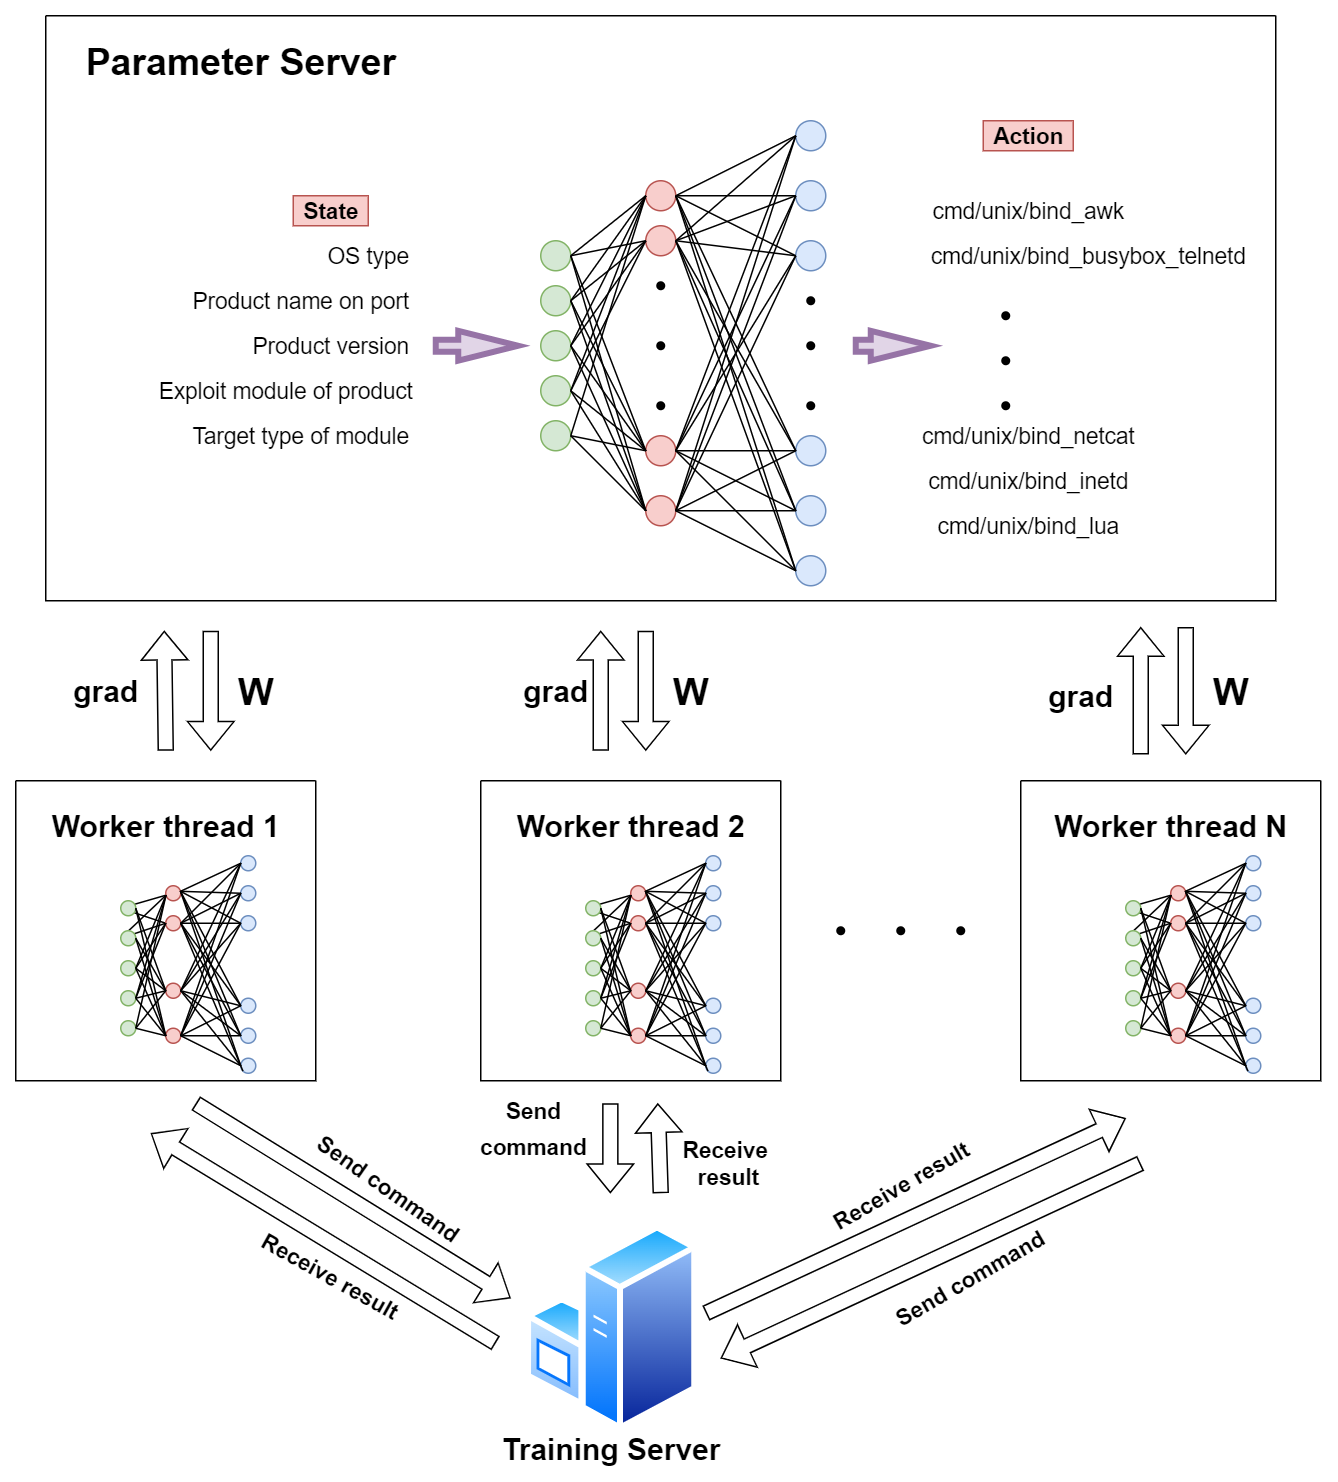 Parameter Server
State
OS type
Product name on port
Product version
Exploit module of product
Target type of module
Action
cmd/unix/bind_awk
cmd/unix/bind_busybox_telnetd
cmd/unix/bind_netcat
cmd/unix/bind_inetd
cmd/unix/bind_lua
grad
W
grad
W
grad
W
Worker thread 1
Worker thread 2
Worker thread N
Send command
Receive result
Send
command
Receive
result
Receive result
Send command
Training Server